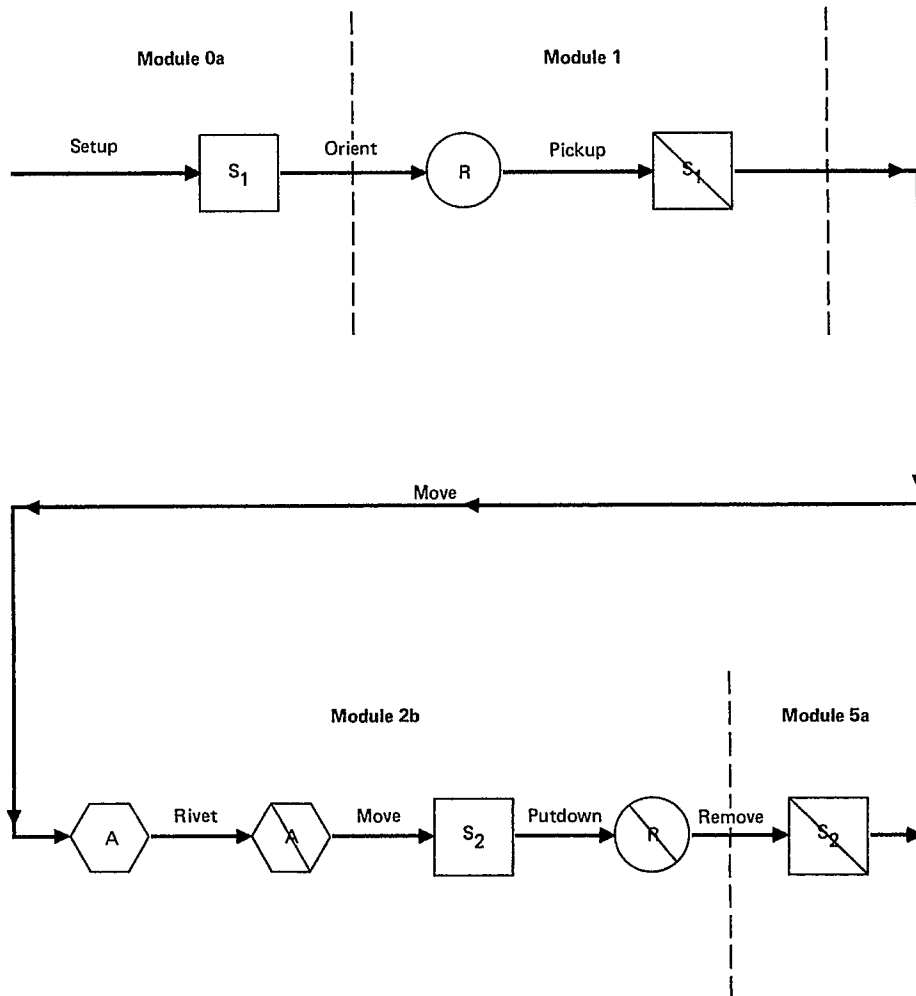 Module 0a
Module 1
Setup
S1
Orient
R
Pickup
S1
Move
Module 2b
Module 5a
A
Rivet
A
Move
S2
Putdown
R
Remove
S2